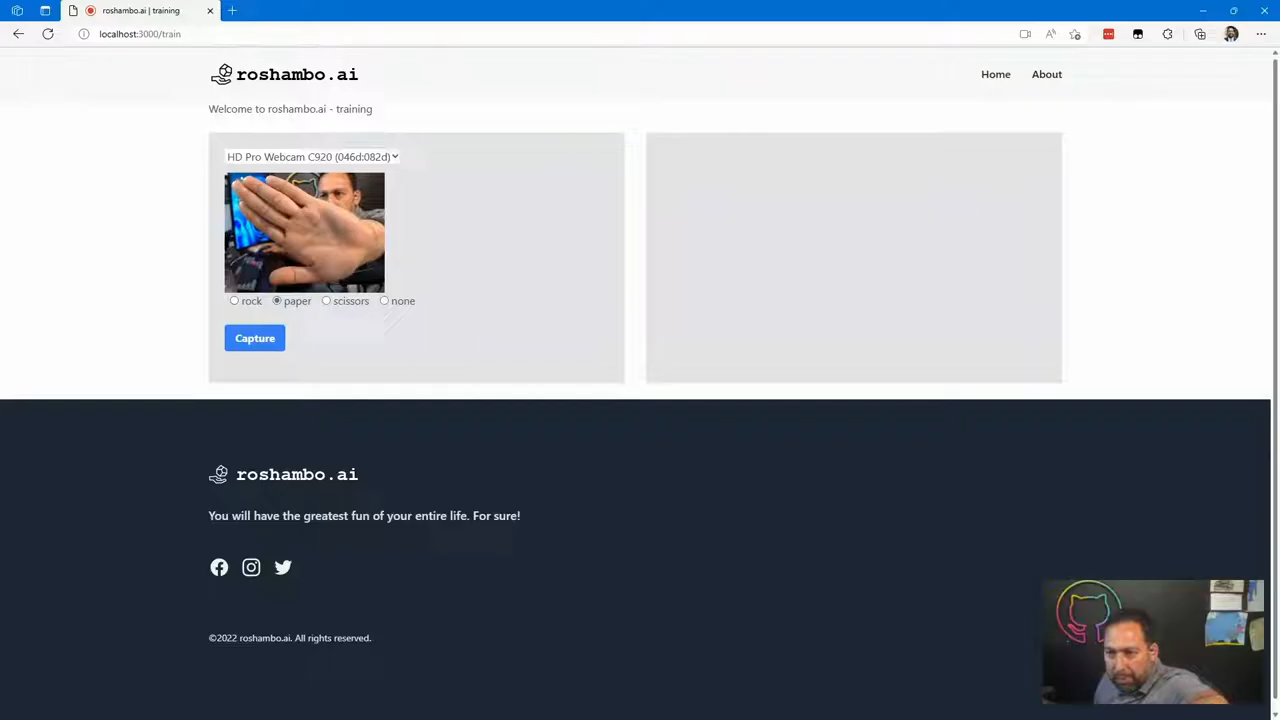 roshambo.ai | training
localhost:3000/train
roshambo.ai
Home
About
Welcome to roshambo.ai - training
HD Pro Webcam C920 (046d:082d)
rock
paper
scissors
none
Capture
roshambo.ai
You will have the greatest fun of your entire life. For sure!
©2022 roshambo.ai. All rights reserved.